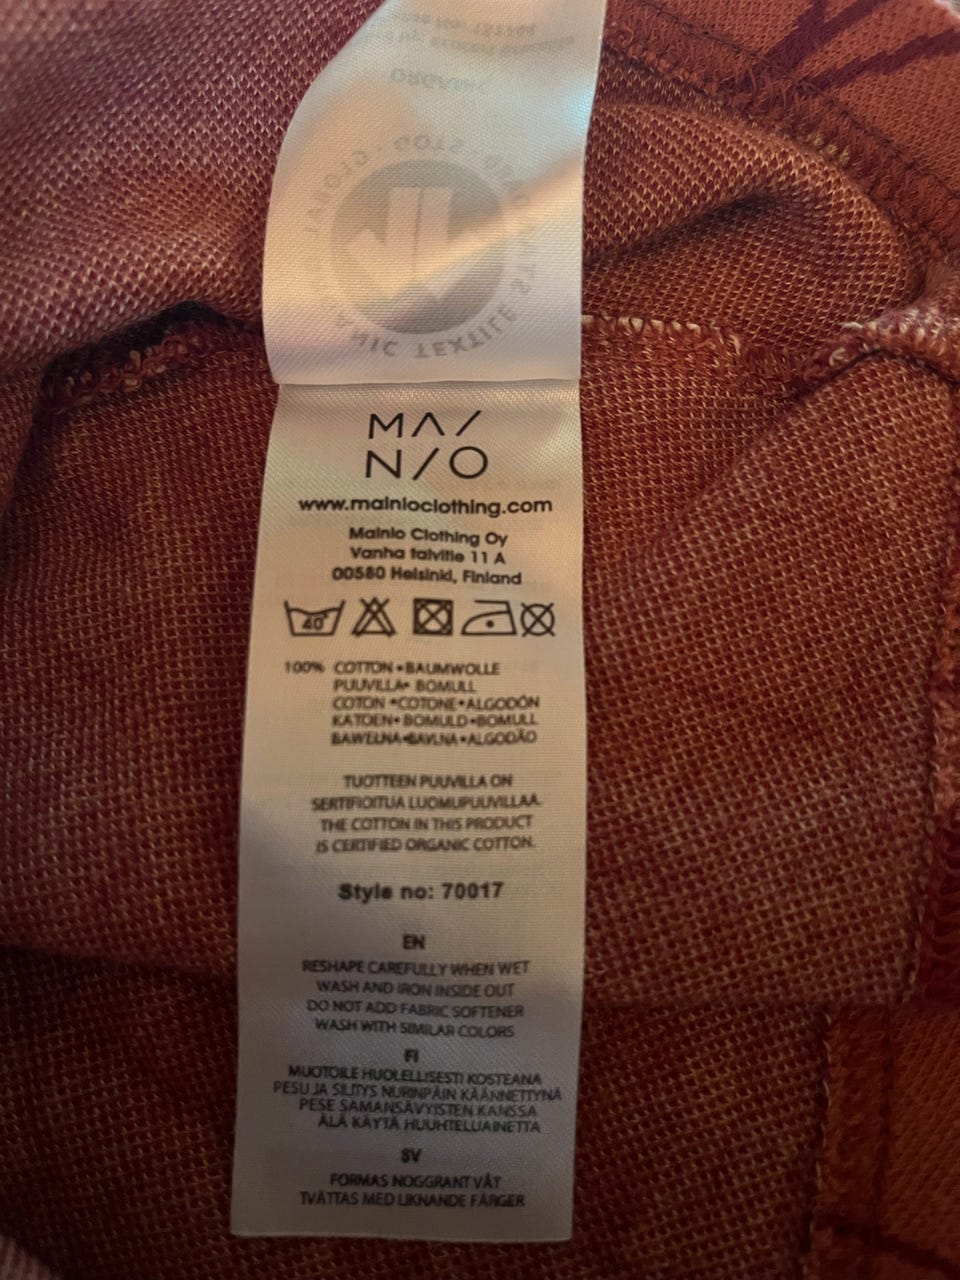 ORGANIC
GOTS
TEXTILE
MA/
N/O
www.mainioclothing.com
Mainio Clothing Oy
Vanha talvitie 11 A
00580 Helsinki, Finland
40°
100% COTTON•BAUMWOLLE
PUUVILLA• BOMULL
COTON •COTONE•ALGODÓN
KATOEN• BOMULD•BOMULL
BAWEŁNA•BAVLNA•ALGODÃO
TUOTTEEN PUUVILLA ON
SERTIFIOITUA LUOMUPUUVILLAA.
THE COTTON IN THIS PRODUCT
IS CERTIFIED ORGANIC COTTON.
Style no: 70017
EN
RESHAPE CAREFULLY WHEN WET
WASH AND IRON INSIDE OUT
DO NOT ADD FABRIC SOFTENER
WASH WITH SIMILAR COLORS
FI
MUOTOILE HUOLELLISESTI KOSTEANA
PESU JA SILITYS NURINPÄIN KÄÄNNETTYNÄ
PESE SAMANSÄVYISTEN KANSSA
ÄLÄ KÄYTÄ HUUHTELUAINETTA
SV
FORMAS NOGGRANT VÅT
TVÄTTAS MED LIKNANDE FÄRGER